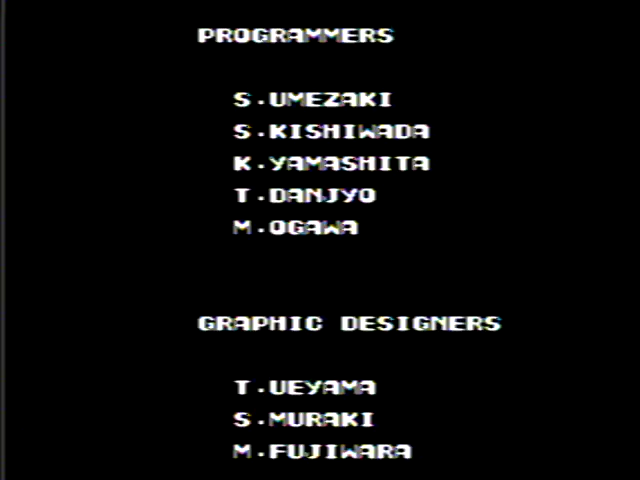 PROGRAMMERS
S.UMEZAKI
S.KISHIWADA
K.YAMASHITA
T.DANJYO
M.OGAWA
GRAPHIC DESIGNERS
T.UEYAMA
S.MURAKI
M.FUJIWARA